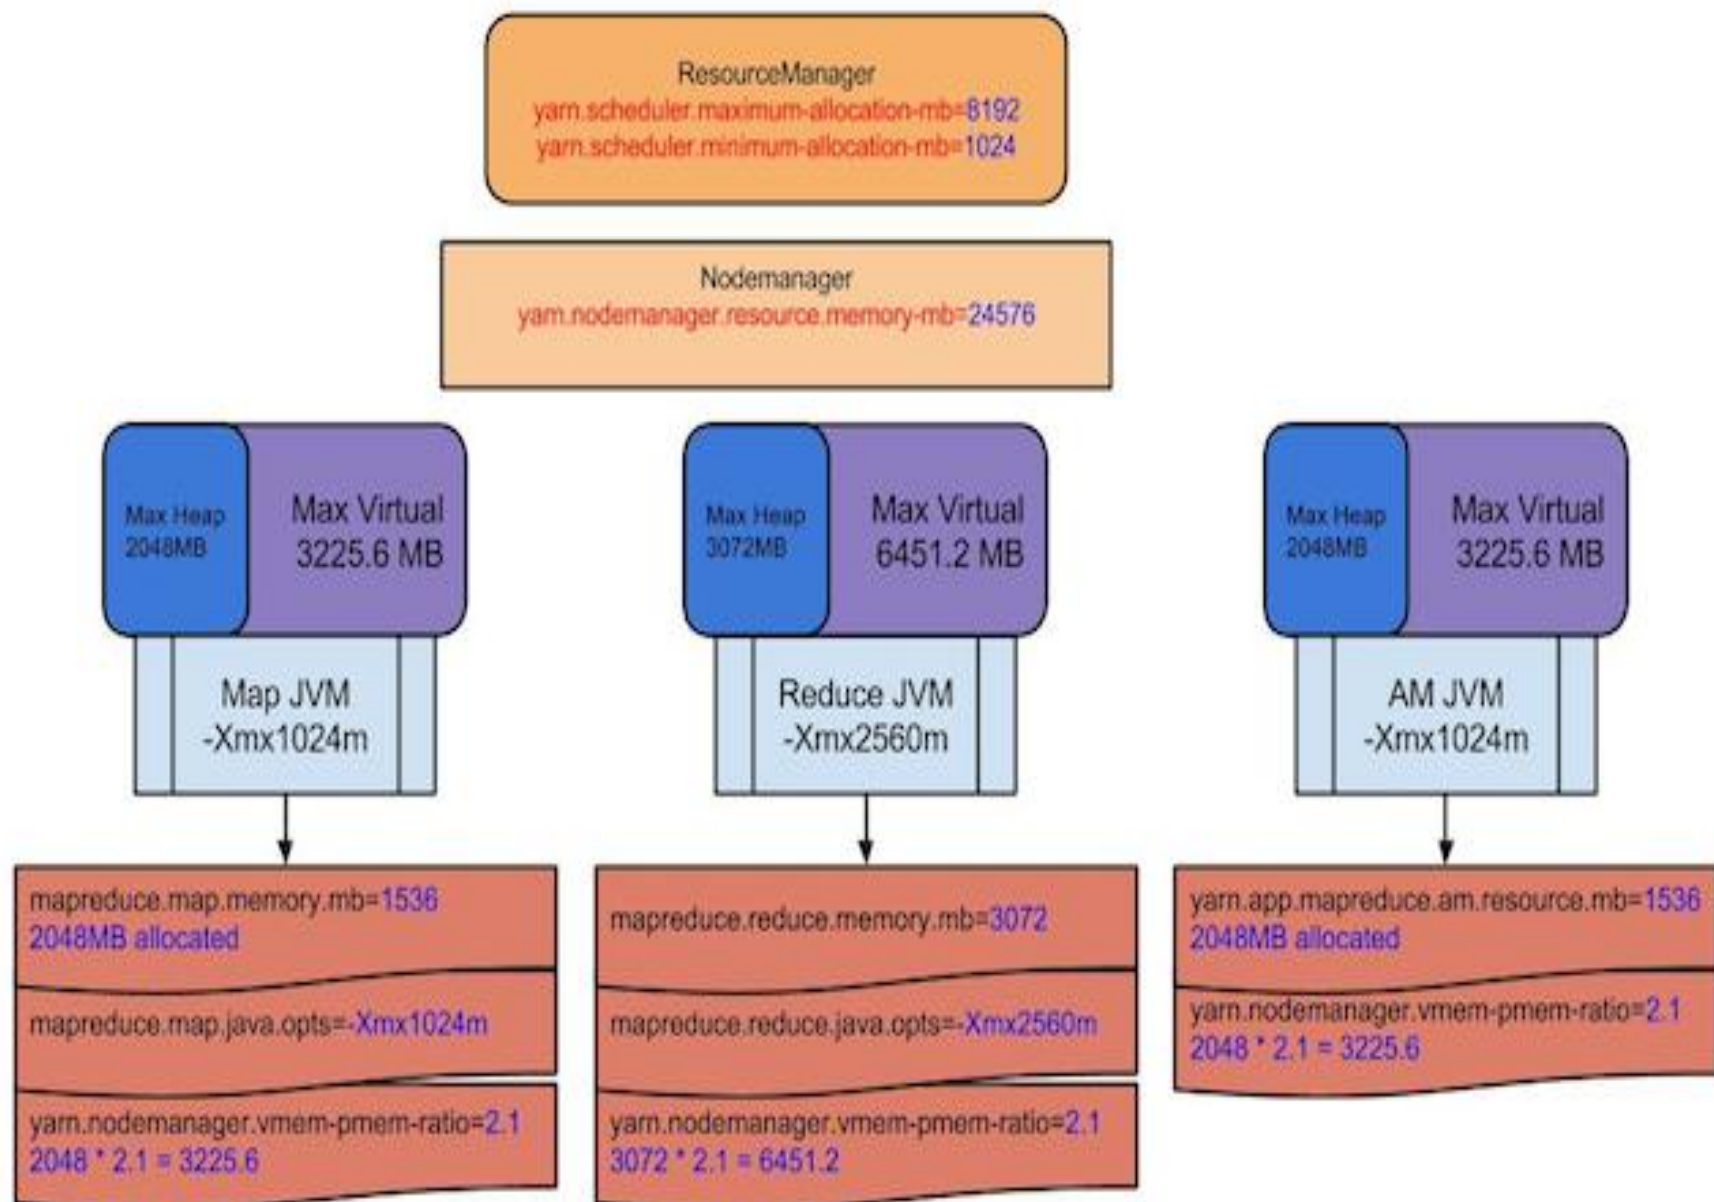 ResourceManager
yarn.scheduler.maximum-allocation-mb=8192
yarn.scheduler.minimum-allocation-mb=1024
Nodemanager
yarn.nodemanager.resource.memory-mb=24576
Max Heap
2048MB
Max Virtual
3225.6 MB
Map JVM
-Xmx1024m
mapreduce.map.memory.mb=1536
2048MB allocated
mapreduce.map.java.opts=-Xmx1024m
yarn.nodemanager.vmem-pmem-ratio=2.1
2048 * 2.1 = 3225.6
Max Heap
3072MB
Max Virtual
6451.2 MB
Reduce JVM
-Xmx2560m
mapreduce.reduce.memory.mb=3072
mapreduce.reduce.java.opts=-Xmx2560m
yarn.nodemanager.vmem-pmem-ratio=2.1
3072 * 2.1 = 6451.2
Max Heap
2048MB
Max Virtual
3225.6 MB
AM JVM
-Xmx1024m
yarn.app.mapreduce.am.resource.mb=1536
2048MB allocated
yarn.nodemanager.vmem-pmem-ratio=2.1
2048 * 2.1 = 3225.6